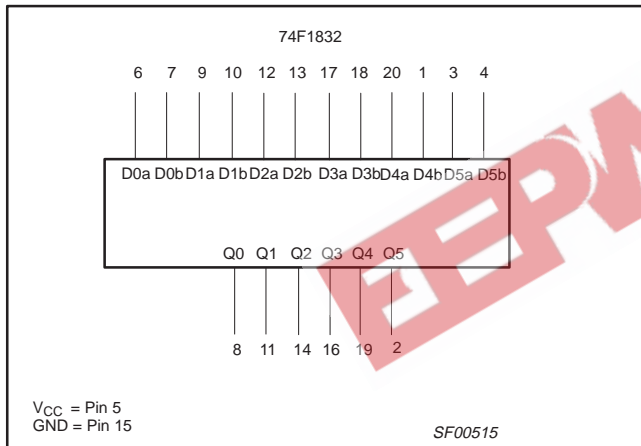 74F1832
6 7 9 10 12 13 17 18 20 1 3 4
D0a D0b D1a D1b D2a D2b D3a D3b D4a D4b D5a D5b
Q0 Q1 Q2 Q3 Q4 Q5
8 11 14 16 19 2
VCC = Pin 5
GND = Pin 15
SF00515
EEPW